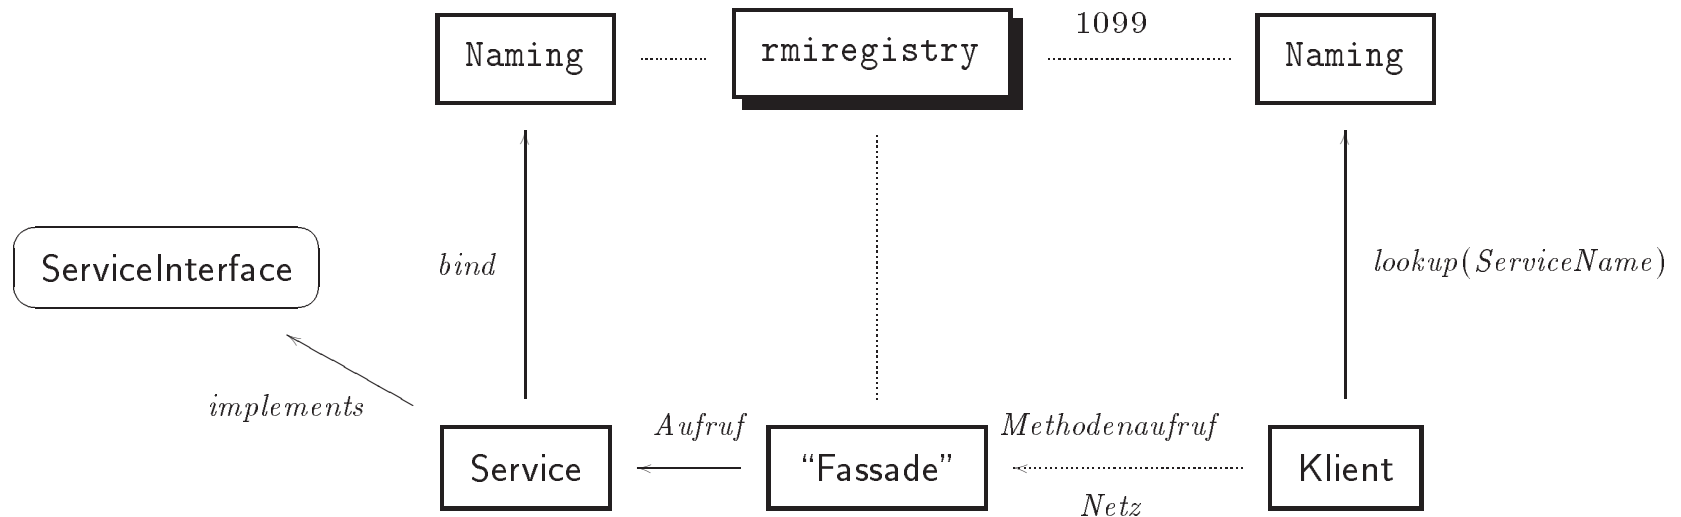 Naming
rmiregistry
1099
Naming
ServiceInterface
bind
lookup(ServiceName)
implements
Aufruf
Methodenaufruf
Service
“Fassade”
Klient
Netz